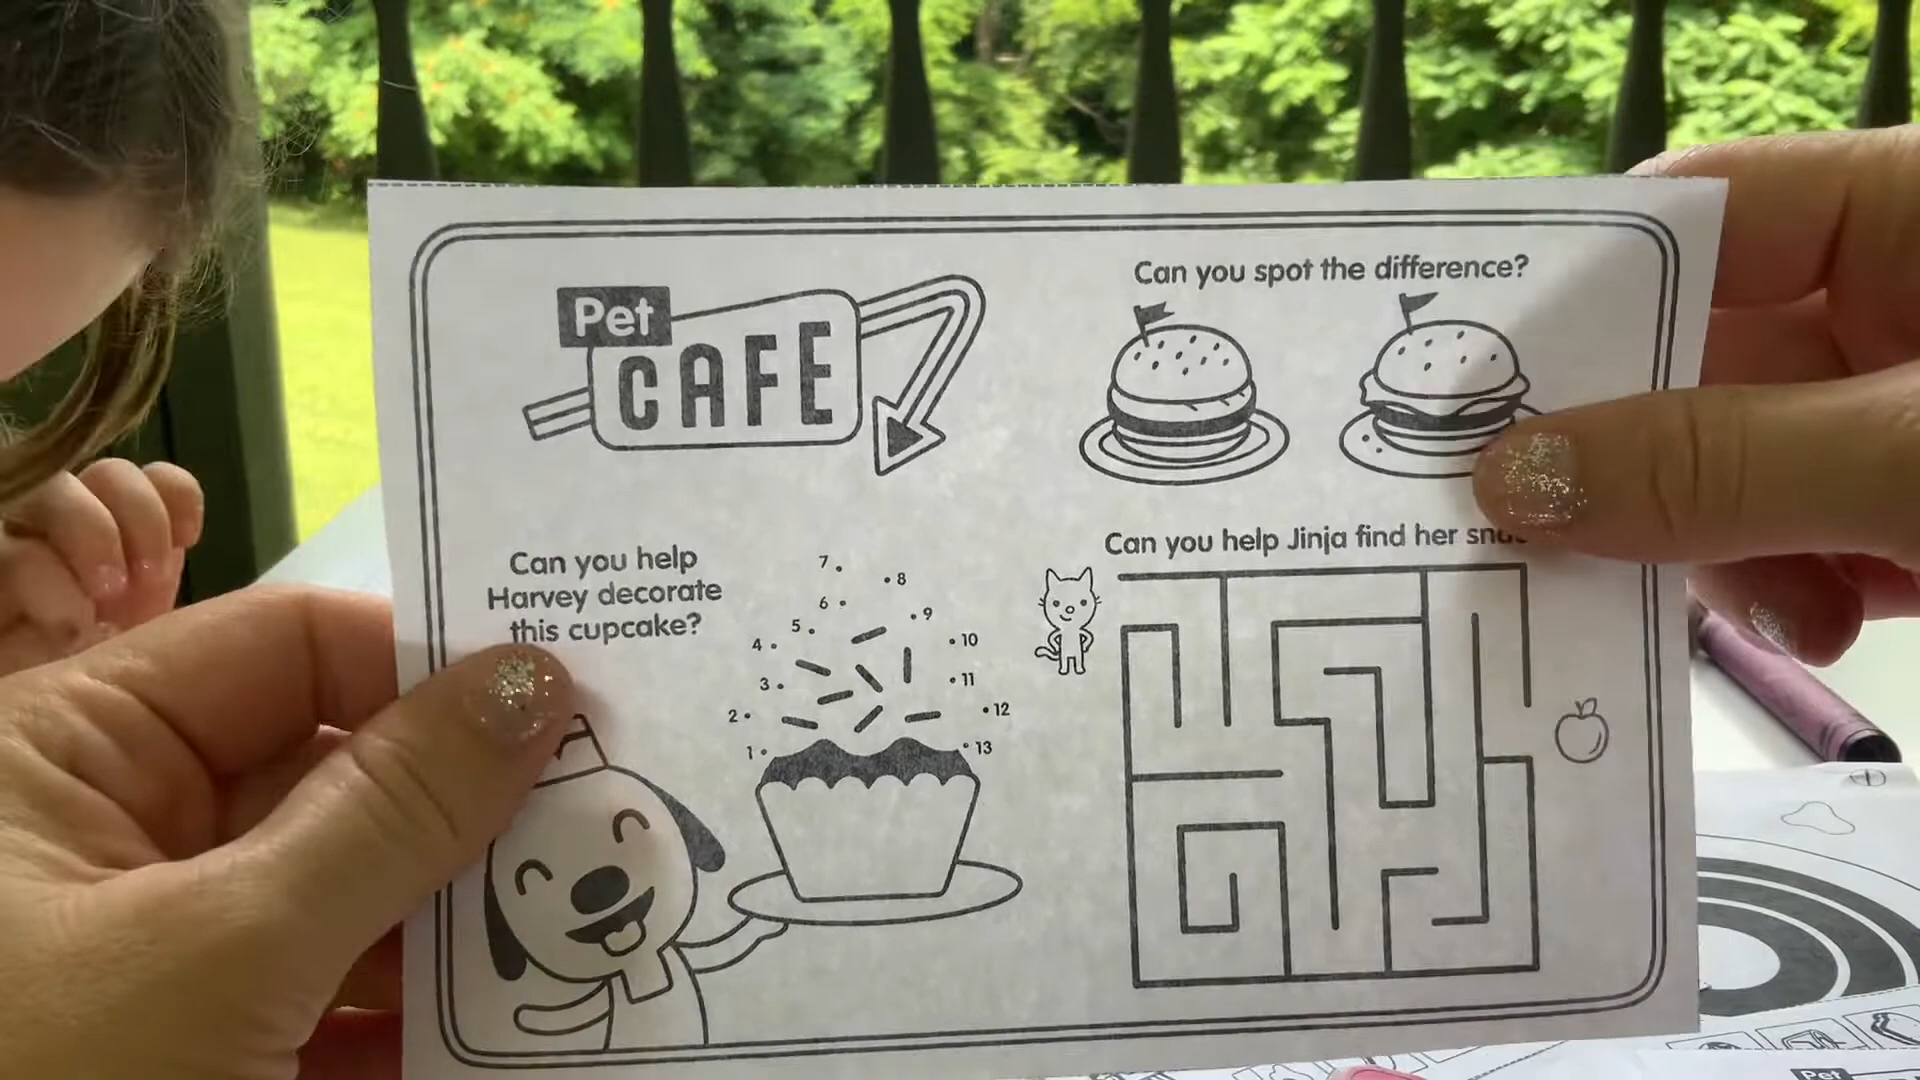 Pet
CAFE
Can you spot the difference?
Can you help
Harvey decorate
this cupcake?
7
8
6
9
5
4
10
3
11
2
12
1
13
Can you help Jinja find her
Pet